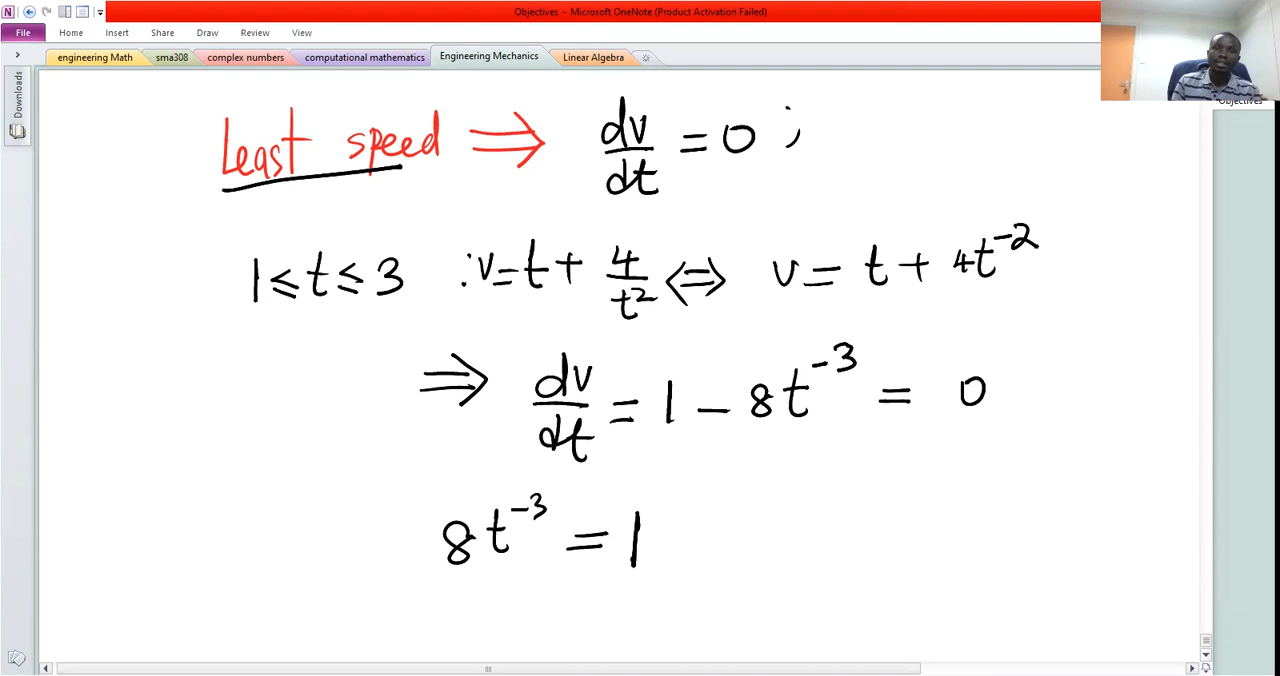 Objectives - Microsoft OneNote (Product Activation Failed)
File Home Insert Share Draw Review View
engineering Math sma308 complex numbers computational mathematics Engineering Mechanics Linear Algebra
Objectives
Downloads
Least speed ⇒ dv/dt = 0 ;
1 ≤ t ≤ 3 ∴ v = t + 4/t² ⇔ v = t + 4t⁻²
⇒ dv/dt = 1 - 8t⁻³ = 0
8t⁻³ = 1